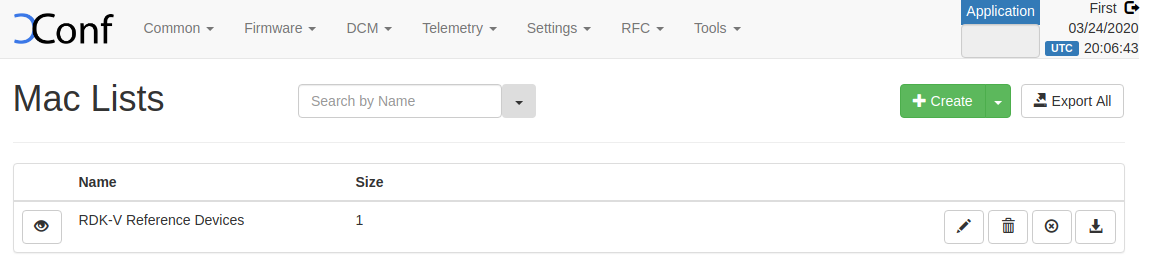 XConf Common Firmware DCM Telemetry Settings RFC Tools Application First
03/24/2020
UTC 20:06:43
Mac Lists Search by Name Create Export All
Name Size
RDK-V Reference Devices 1